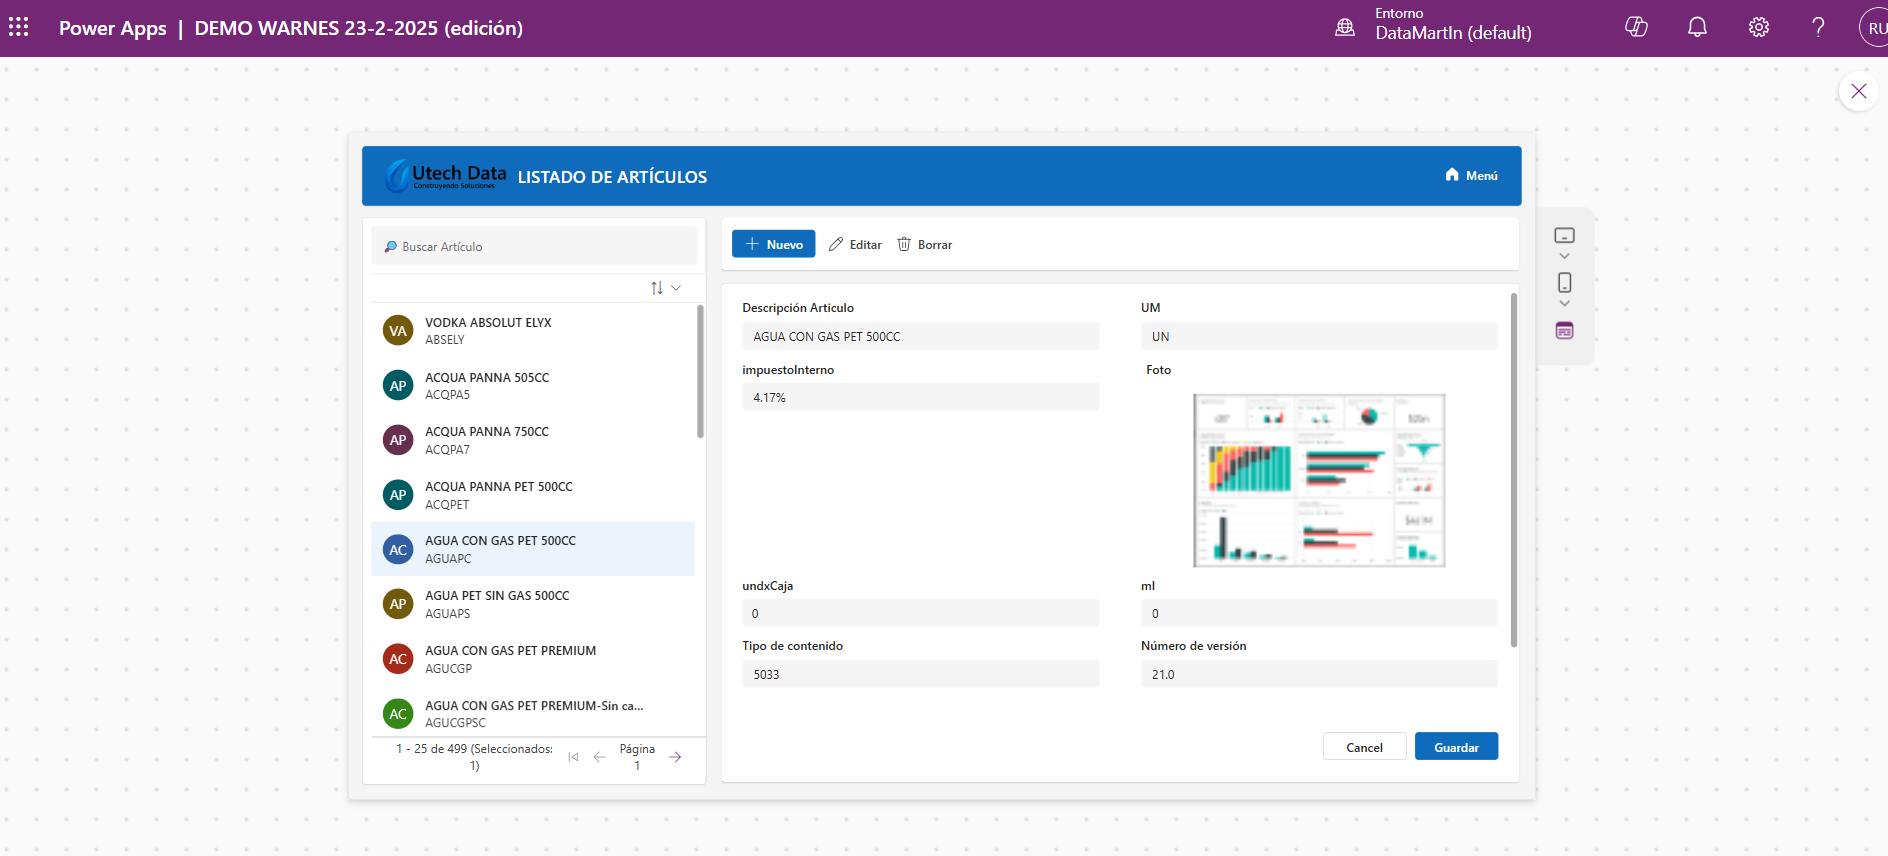 Power Apps | DEMO WARNES 23-2-2025 (edición)
Entorno
DataMartIn (default)
RU
Utech Data
Construyendo Soluciones
LISTADO DE ARTÍCULOS
Menú
Buscar Artículo
VA
VODKA ABSOLUT ELYX
ABSELY
AP
ACQUA PANNA 505CC
ACQPA5
AP
ACQUA PANNA 750CC
ACQPA7
AP
ACQUA PANNA PET 500CC
ACQPET
AC
AGUA CON GAS PET 500CC
AGUAPC
AP
AGUA PET SIN GAS 500CC
AGUAPS
AC
AGUA CON GAS PET PREMIUM
AGUCGP
AC
AGUA CON GAS PET PREMIUM-Sin ca...
AGUCGPSC
1 - 25 de 499 (Seleccionados:
1)
Página
1
Nuevo
Editar
Borrar
Descripción Articulo
AGUA CON GAS PET 500CC
UM
UN
impuestoInterno
4.17%
Foto
undxCaja
0
ml
0
Tipo de contenido
5033
Número de versión
21.0
Cancel
Guardar